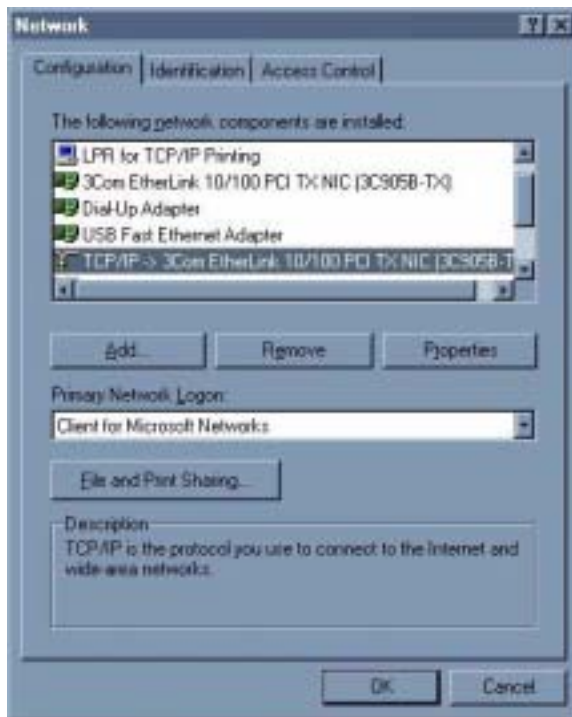 Network
Configuration Identification Access Control
The following network components are installed:
LPR for TCP/IP Printing
3Com EtherLink 10/100 PCI TX NIC (3C905B-TX)
Dial-Up Adapter
USB Fast Ethernet Adapter
TCP/IP -> 3Com EtherLink 10/100 PCI TX NIC (3C905B-T
Add...
Remove
Properties
Primary Network Logon:
Client for Microsoft Networks
File and Print Sharing...
Description
TCP/IP is the protocol you use to connect to the Internet and
wide-area networks.
OK
Cancel